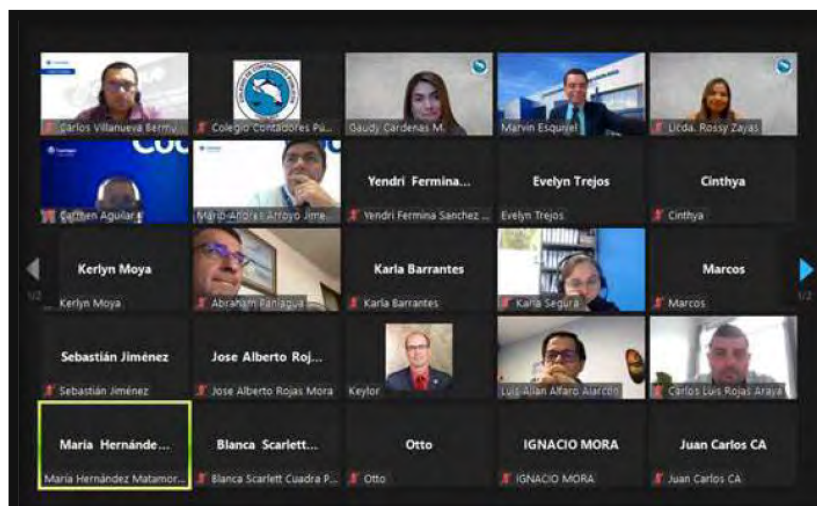 Carlos Villanueva Bermu
Colegio Contadores Pú...
Gaudy Cardenas M.
Marvin Esquivel
Licda. Rossy Zayas
Carmen Aguilar
Mario Andres Arroyo Jime...
Yendri Fermina...
Yendri Fermina Sanchez ...
Evelyn Trejos
Evelyn Trejos
Cinthya
Cinthya
1/2
Kerlyn Moya
Kerlyn Moya
Abraham Paniagua
Karla Barrantes
Karla Barrantes
Karla Segura
Marcos
Marcos
1/2
Sebastián Jiménez
Sebastián Jiménez
Jose Alberto Roj...
Jose Alberto Rojas Mora
Keylor
Luis Alian Alfaro Alarcón
Carlos Luis Rojas Araya
María Hernánde...
María Hernández Matamor...
Blanca Scarlett...
Blanca Scarlett Cuadra P...
Otto
Otto
IGNACIO MORA
IGNACIO MORA
Juan Carlos CA
Juan Carlos CA